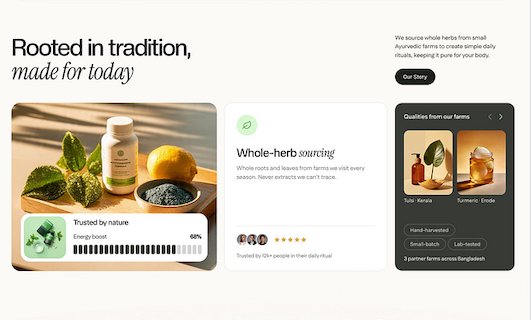 Rooted in tradition,
made for today
We source whole herbs from small
Ayurvedic farms to create simple daily
rituals, keeping it pure for your body.
Our Story
Trusted by nature
Energy boost
68%
Whole-herb sourcing
Whole roots and leaves from farms we visit every
season. Never extracts we can't trace.
Trusted by 12k+ people in their daily ritual
Qualities from our farms
Tulsi · Kerala
Turmeric · Erode
Hand-harvested
Small-batch
Lab-tested
3 partner farms across Bangladesh